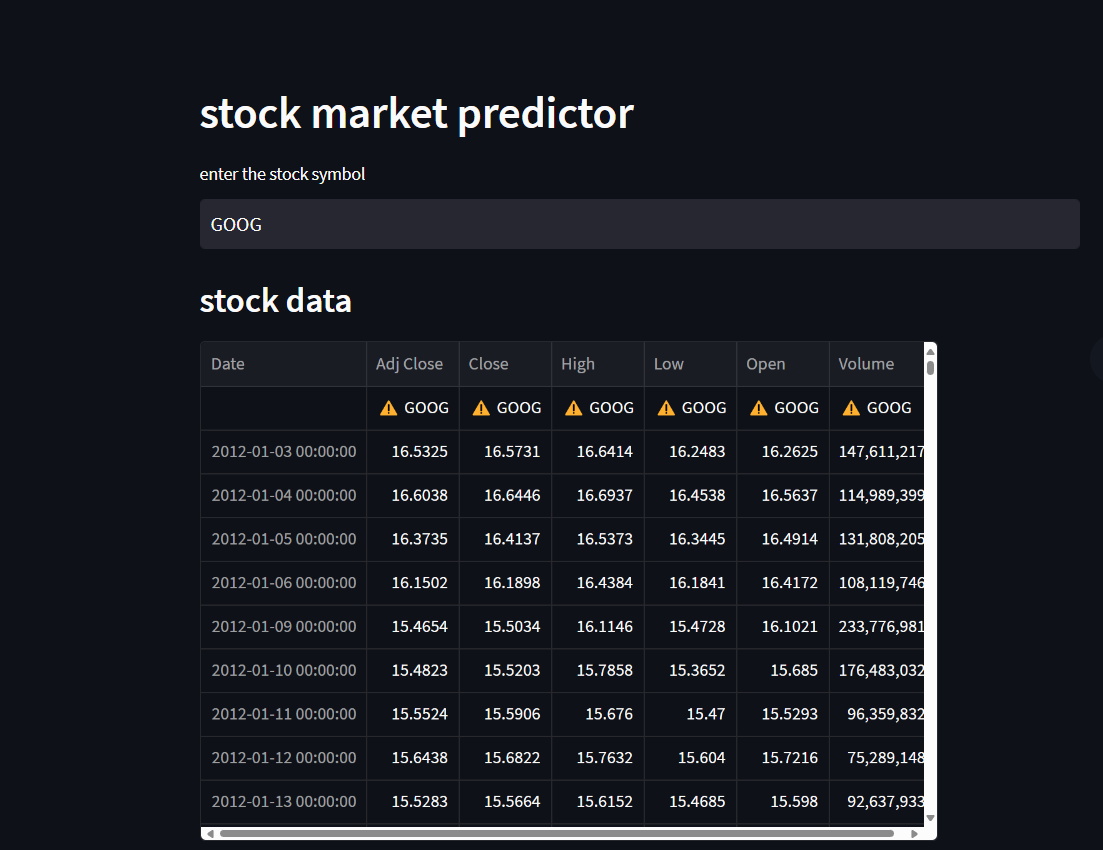 stock market predictor
enter the stock symbol
GOOG
stock data
Date Adj Close Close High Low Open Volume
GOOG GOOG GOOG GOOG GOOG GOOG
2012-01-03 00:00:00 16.5325 16.5731 16.6414 16.2483 16.2625 147,611,217
2012-01-04 00:00:00 16.6038 16.6446 16.6937 16.4538 16.5637 114,989,399
2012-01-05 00:00:00 16.3735 16.4137 16.5373 16.3445 16.4914 131,808,205
2012-01-06 00:00:00 16.1502 16.1898 16.4384 16.1841 16.4172 108,119,746
2012-01-09 00:00:00 15.4654 15.5034 16.1146 15.4728 16.1021 233,776,981
2012-01-10 00:00:00 15.4823 15.5203 15.7858 15.3652 15.685 176,483,032
2012-01-11 00:00:00 15.5524 15.5906 15.676 15.47 15.5293 96,359,832
2012-01-12 00:00:00 15.6438 15.6822 15.7632 15.604 15.7216 75,289,148
2012-01-13 00:00:00 15.5283 15.5664 15.6152 15.4685 15.598 92,637,933